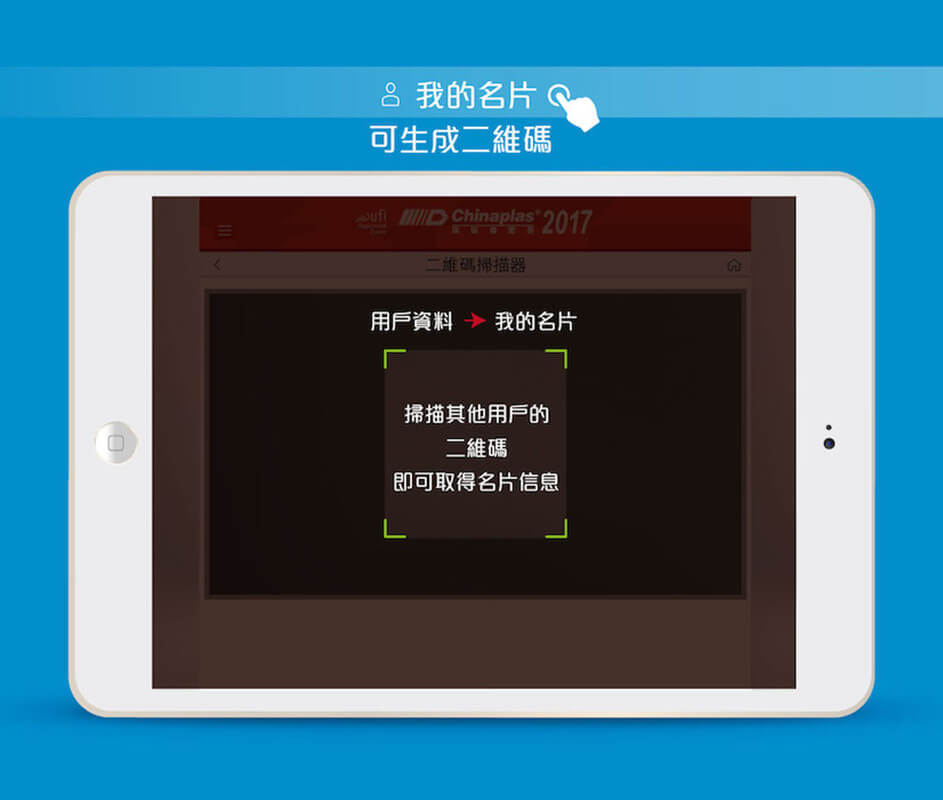 我的名片
可生成二維碼
ufi
Chinaplas® 2017
二維碼掃描器
用戶資料 我的名片
掃描其他用戶的
二維碼
即可取得名片信息